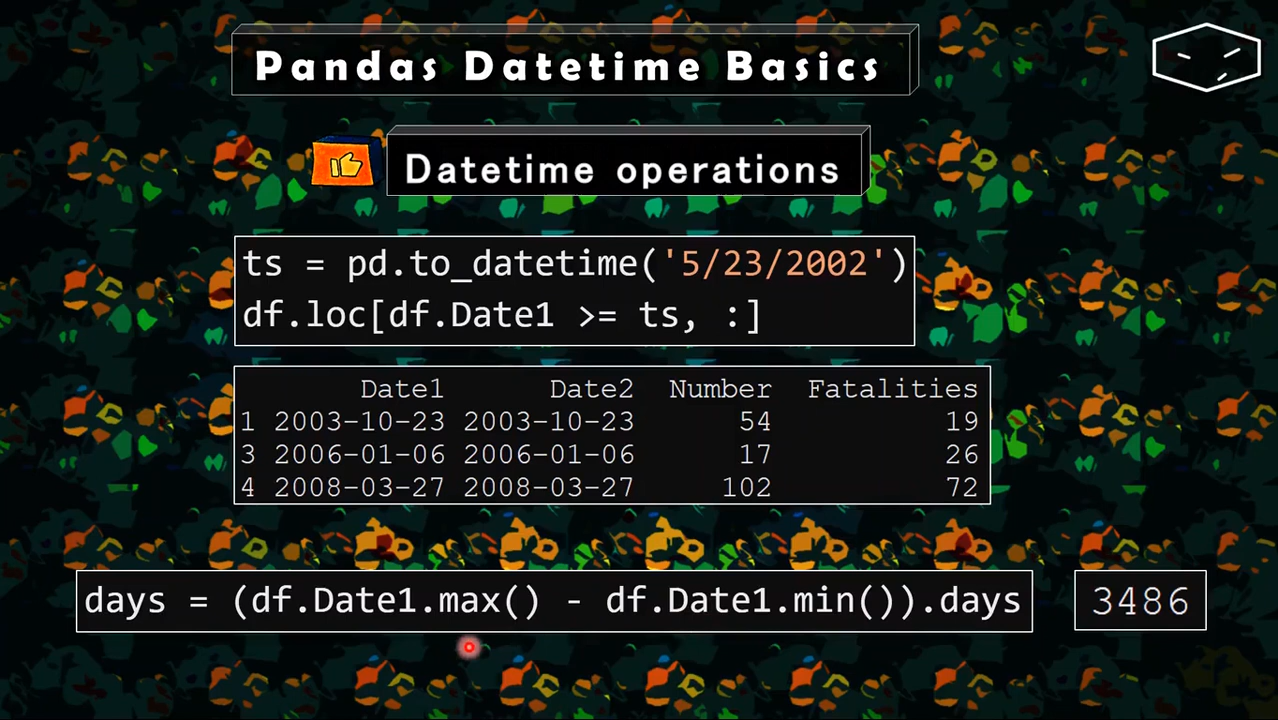 Pandas Datetime Basics
Datetime operations
ts = pd.to_datetime('5/23/2002')
df.loc[df.Date1 >= ts, :]
Date1 Date2 Number Fatalities
1 2003-10-23 2003-10-23 54 19
3 2006-01-06 2006-01-06 17 26
4 2008-03-27 2008-03-27 102 72
days = (df.Date1.max() - df.Date1.min()).days 3486